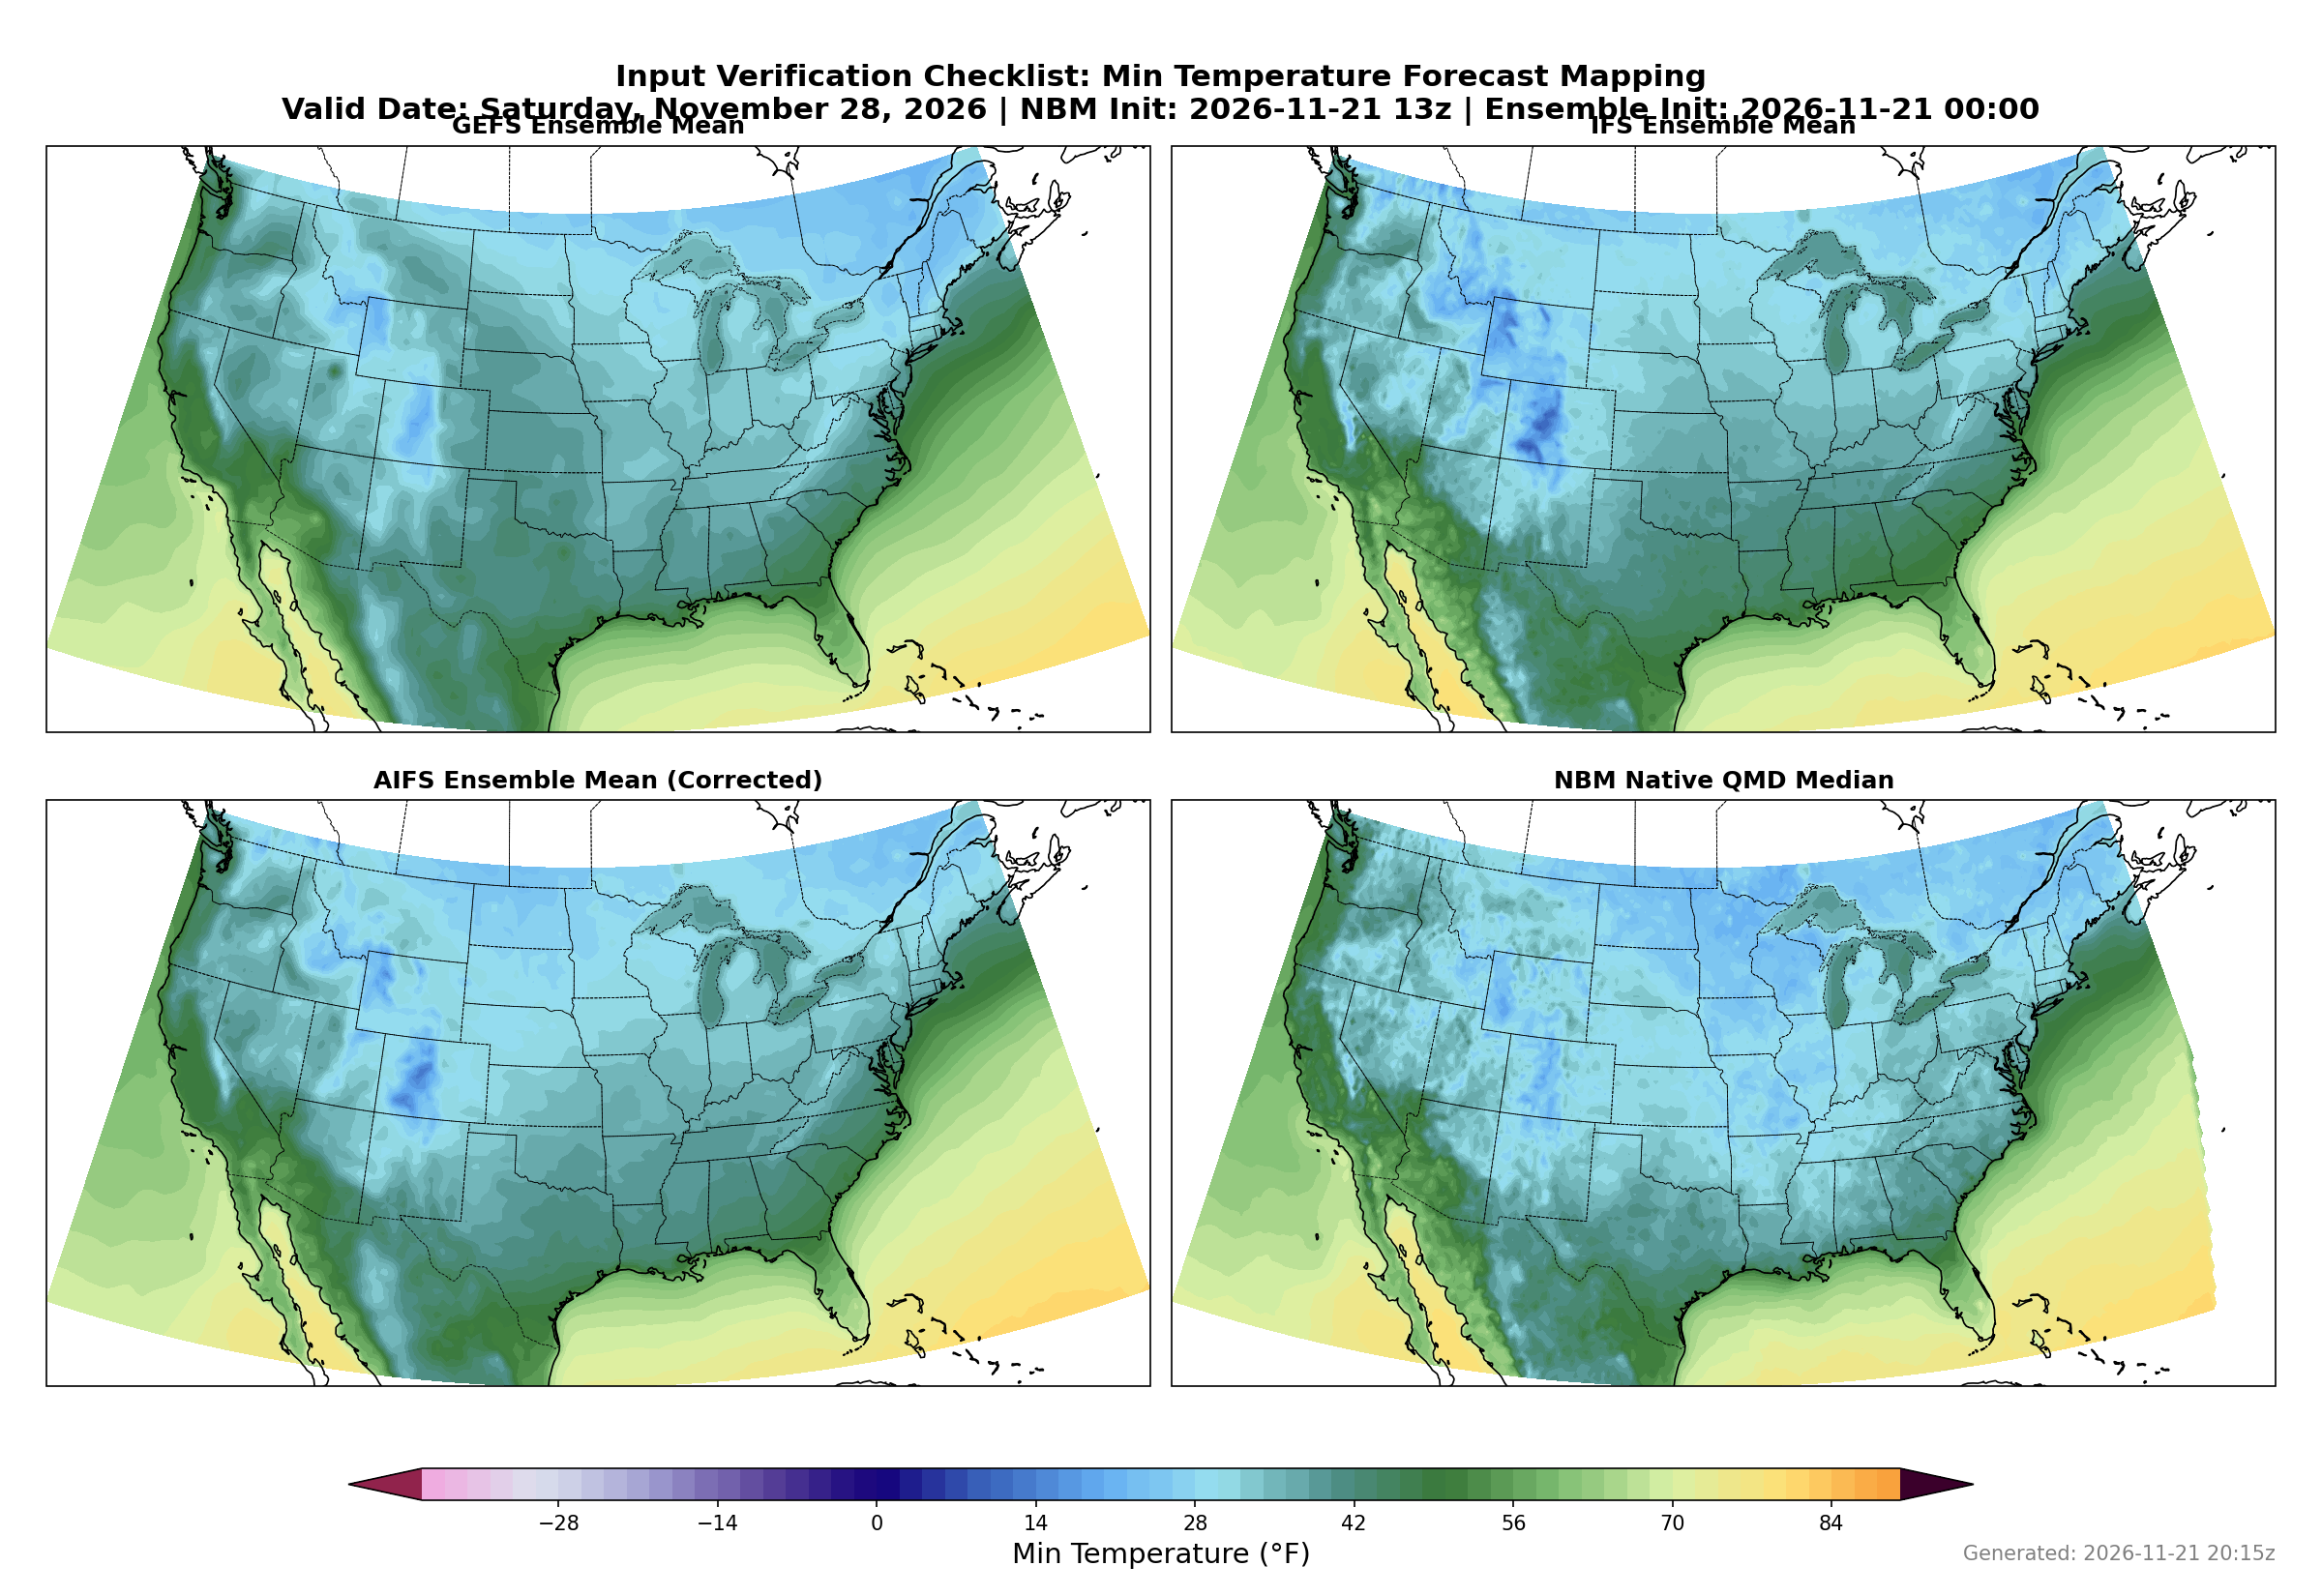 Input Verification Checklist: Min Temperature Forecast Mapping
Valid Date: Saturday, November 28, 2026 | NBM Init: 2026-11-21 13z | Ensemble Init: 2026-11-21 00:00
GEFS Ensemble Mean
IFS Ensemble Mean
AIFS Ensemble Mean (Corrected)
NBM Native QMD Median
−28 −14 0 14 28 42 56 70 84
Min Temperature (°F)
Generated: 2026-11-21 20:15z